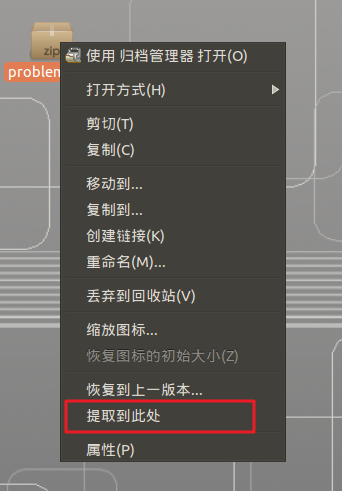 zip
problem
使用 归档管理器 打开(O)
打开方式(H)
剪切(T)
复制(C)
移动到...
复制到...
创建链接(K)
重命名(M)...
丢弃到回收站(V)
缩放图标...
恢复图标的初始大小(Z)
恢复到上一版本...
提取到此处
属性(P)